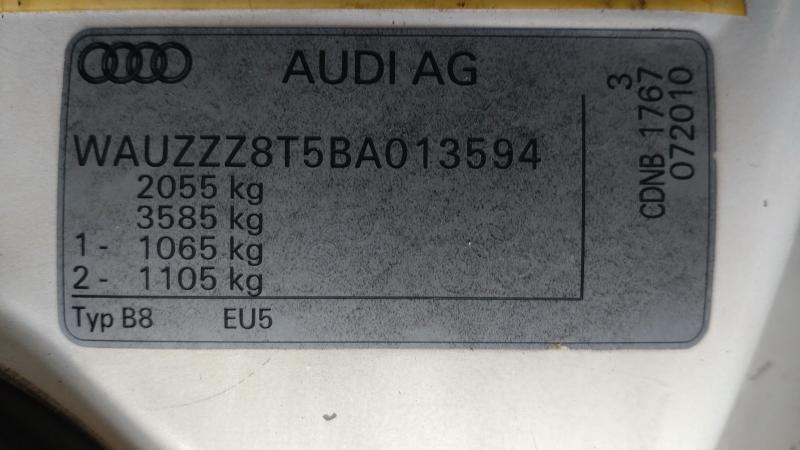 AUDI AG
WAUZZZ8T5BA013594
2055 kg
3585 kg
1- 1065 kg
2- 1105 kg
Typ B8 EU5
3
CDNB 1767
072010